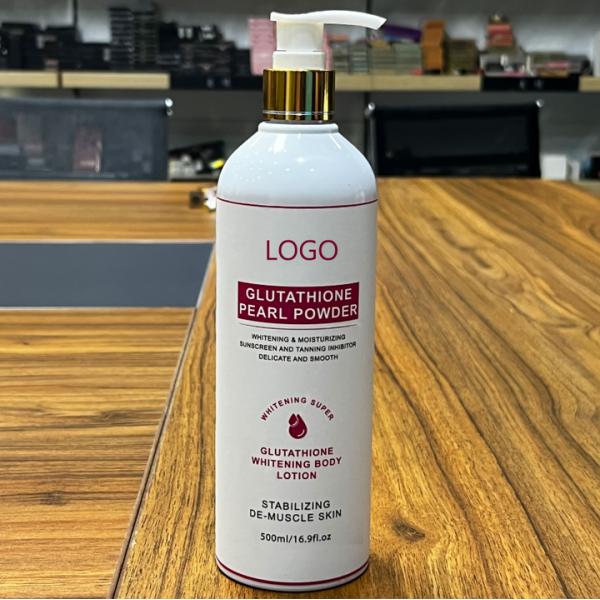 LOGO
GLUTATHIONE
PEARL POWDER
WHITENING & MOISTURIZING
SUNSCREEN AND TANNING INHIBITOR
DELICATE AND SMOOTH
WHITENING SUPER
GLUTATHIONE
WHITENING BODY
LOTION
STABILIZING
DE-MUSCLE SKIN
500ml/16.9fl.oz